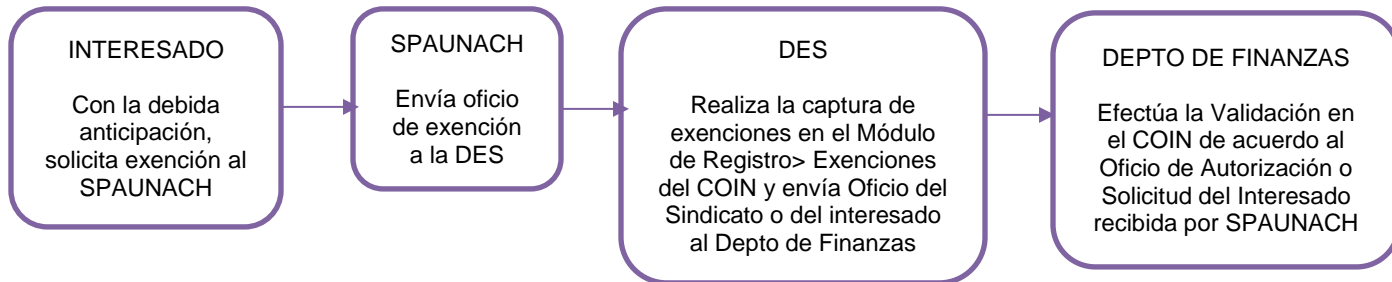 INTERESADO
Con la debida
anticipación,
solicita exención al
SPAUNACH
SPAUNACH
Envía oficio
de exención
a la DES
DES
Realiza la captura de
exenciones en el Módulo
de Registro> Exenciones
del COIN y envía Oficio del
Sindicato o del interesado
al Depto de Finanzas
DEPTO DE FINANZAS
Efectúa la Validación en
el COIN de acuerdo al
Oficio de Autorización o
Solicitud del Interesado
recibida por SPAUNACH